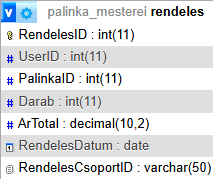 v palinka_mesterei rendeles
RendelesID : int(11)
# UserID : int(11)
# PalinkaID : int(11)
# Darab : int(11)
# ArTotal : decimal(10,2)
RendelesDatum : date
RendelesCsoportID : varchar(50)